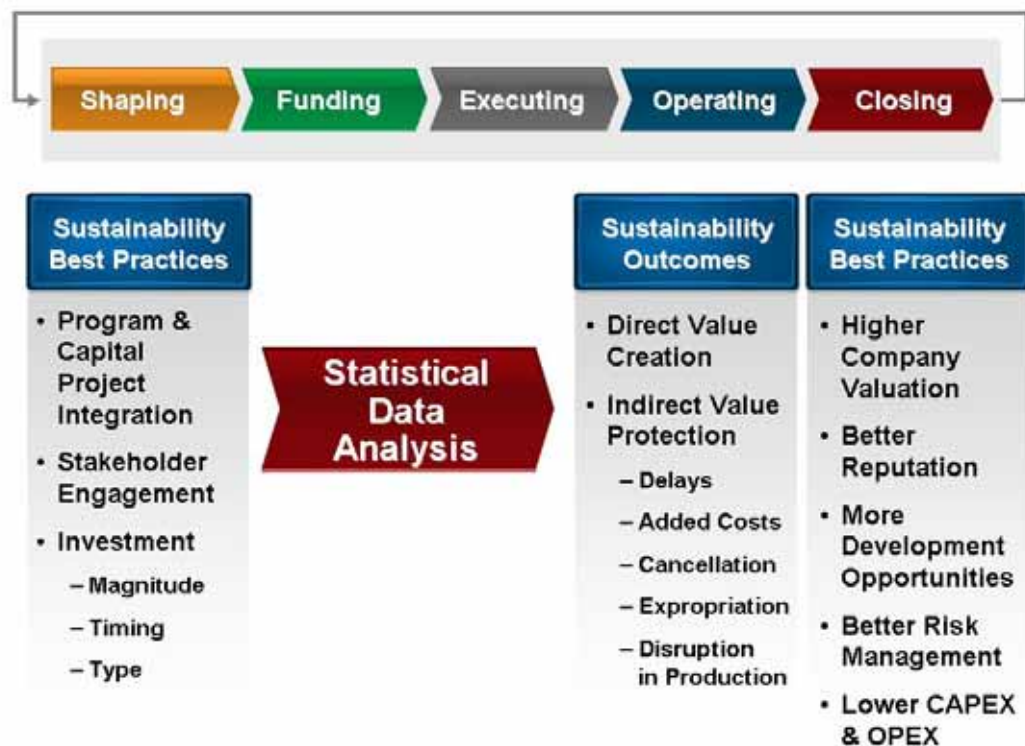 Shaping
Funding
Executing
Operating
Closing
Sustainability
Best Practices
• Program &
Capital
Project
Integration
• Stakeholder
Engagement
• Investment
– Magnitude
– Timing
– Type
Statistical
Data
Analysis
Sustainability
Outcomes
• Direct Value
Creation
• Indirect Value
Protection
– Delays
– Added Costs
– Cancellation
– Expropriation
– Disruption
in Production
Sustainability
Best Practices
• Higher
Company
Valuation
• Better
Reputation
• More
Development
Opportunities
• Better Risk
Management
• Lower CAPEX
& OPEX